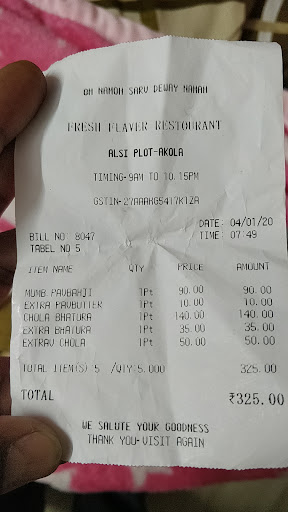 OM NAMOH SARV DEWAY NAMAH
FRESH FLAVER RESTOURANT
ALSI PLOT-AKOLA
TIMING-9AM TO 10.15PM
GSTIN-27AAAHG5417K1ZA
DATE: 04/01/20
BILL NO 8047 TIME: 07:49
TABEL NO 5
ITEM NAME QTY PRICE AMOUNT
MUMB PAVBAHJI 1Pt 90.00 90.00
EXTRA PAVBUTTER 1Pt 10.00 10.00
CHOLA BHATURA 1Pt 140.00 140.00
EXTRA BHATURA 1Pt 35.00 35.00
EXTRAV CHOLA 1Pt 50.00 50.00
TOTAL ITEM(S) 5 /QTY 5.000 325.00
TOTAL ₹325.00
WE SALUTE YOUR GOODNESS
THANK YOU-VISIT AGAIN